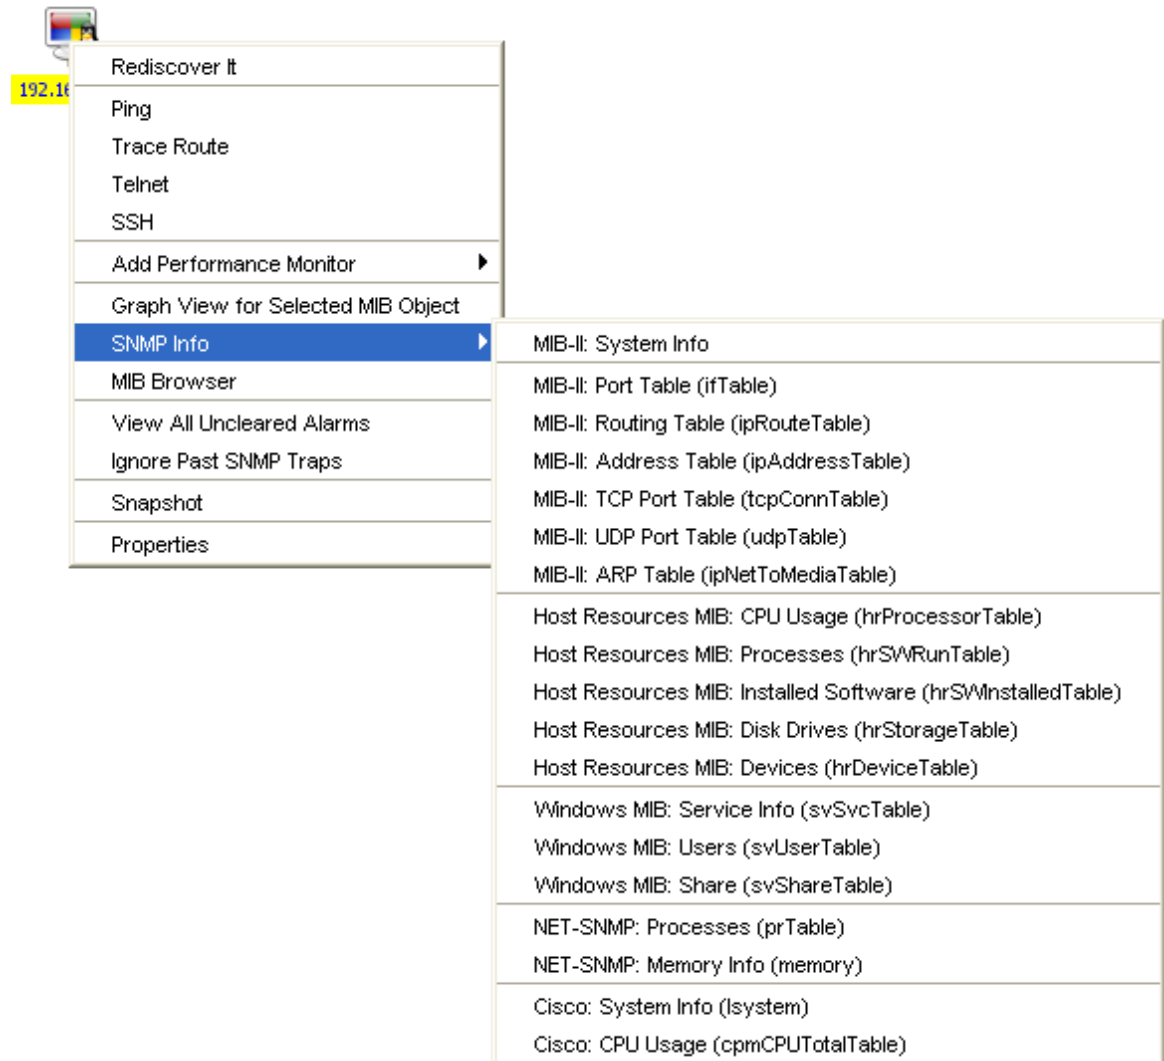 192.16
Rediscover It
Ping
Trace Route
Telnet
SSH
Add Performance Monitor
Graph View for Selected MIB Object
SNMP Info
MIB Browser
View All Uncleared Alarms
Ignore Past SNMP Traps
Snapshot
Properties
MIB-II: System Info
MIB-II: Port Table (ifTable)
MIB-II: Routing Table (ipRouteTable)
MIB-II: Address Table (ipAddressTable)
MIB-II: TCP Port Table (tcpConnTable)
MIB-II: UDP Port Table (udpTable)
MIB-II: ARP Table (ipNetToMediaTable)
Host Resources MIB: CPU Usage (hrProcessorTable)
Host Resources MIB: Processes (hrSWRunTable)
Host Resources MIB: Installed Software (hrSWInstalledTable)
Host Resources MIB: Disk Drives (hrStorageTable)
Host Resources MIB: Devices (hrDeviceTable)
Windows MIB: Service Info (svSvcTable)
Windows MIB: Users (svUserTable)
Windows MIB: Share (svShareTable)
NET-SNMP: Processes (prTable)
NET-SNMP: Memory Info (memory)
Cisco: System Info (lsystem)
Cisco: CPU Usage (cpmCPUTotalTable)